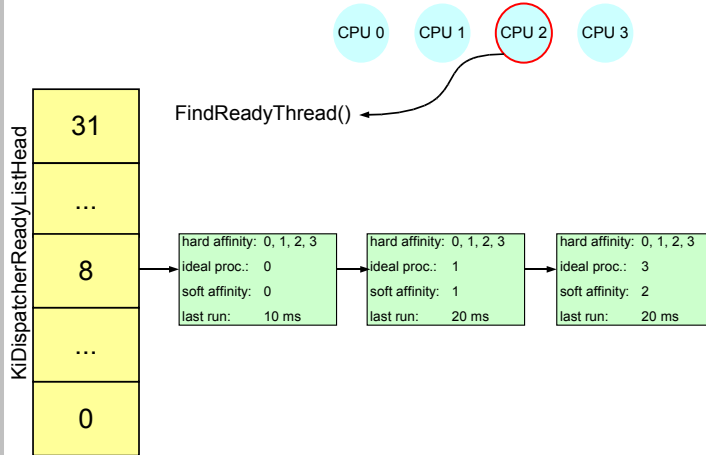 CPU 0 CPU 1 CPU 2 CPU 3
FindReadyThread()
KiDispatcherReadyListHead
31
...
8
...
0
hard affinity: 0, 1, 2, 3
ideal proc.: 0
soft affinity: 0
last run: 10 ms
hard affinity: 0, 1, 2, 3
ideal proc.: 1
soft affinity: 1
last run: 20 ms
hard affinity: 0, 1, 2, 3
ideal proc.: 3
soft affinity: 2
last run: 20 ms